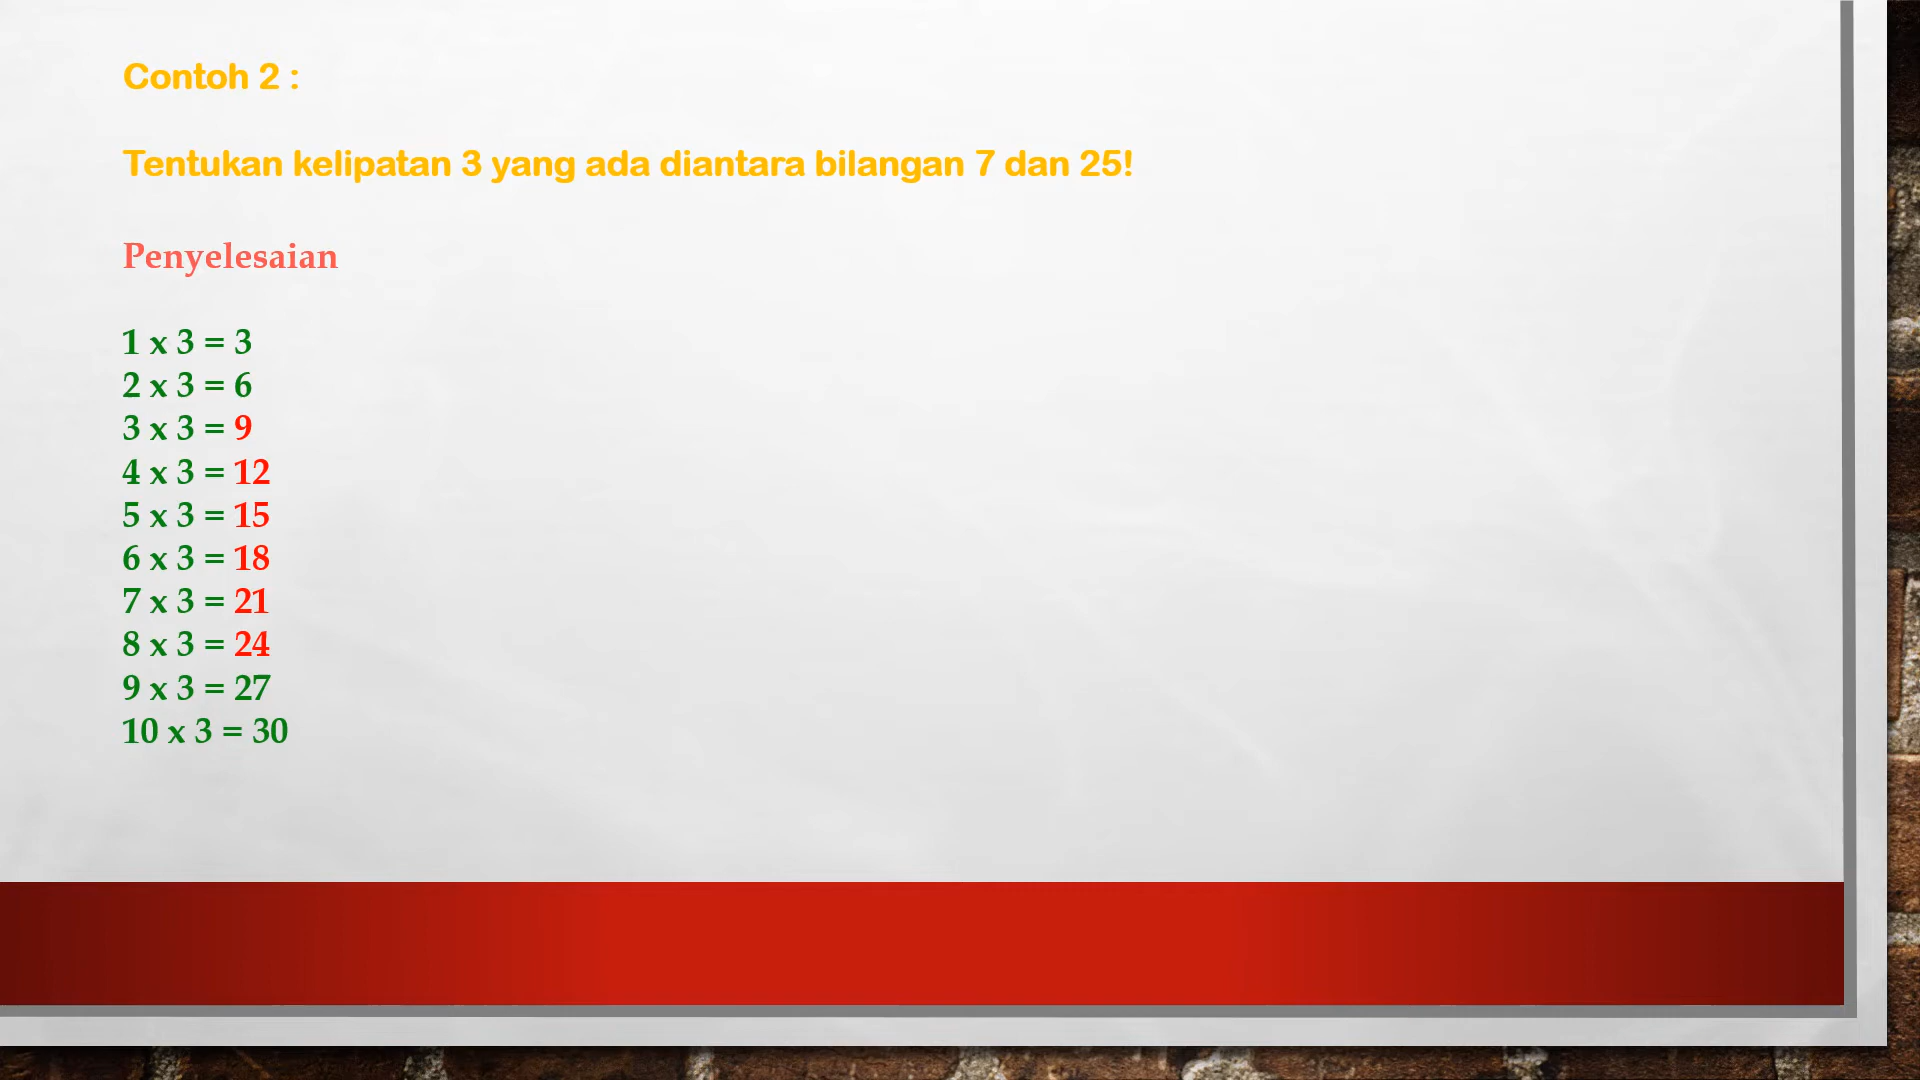 Contoh 2 :
Tentukan kelipatan 3 yang ada diantara bilangan 7 dan 25!
Penyelesaian
1 x 3 = 3
2 x 3 = 6
3 x 3 = 9
4 x 3 = 12
5 x 3 = 15
6 x 3 = 18
7 x 3 = 21
8 x 3 = 24
9 x 3 = 27
10 x 3 = 30